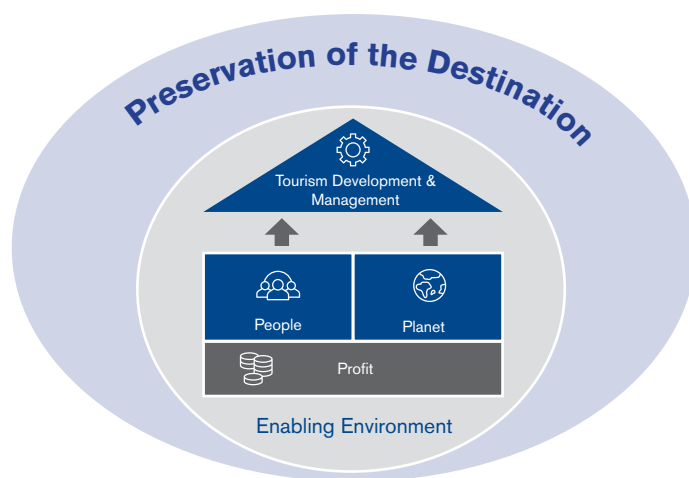 Preservation of the Destination
Tourism Development &
Management
People
Planet
Profit
Enabling Environment